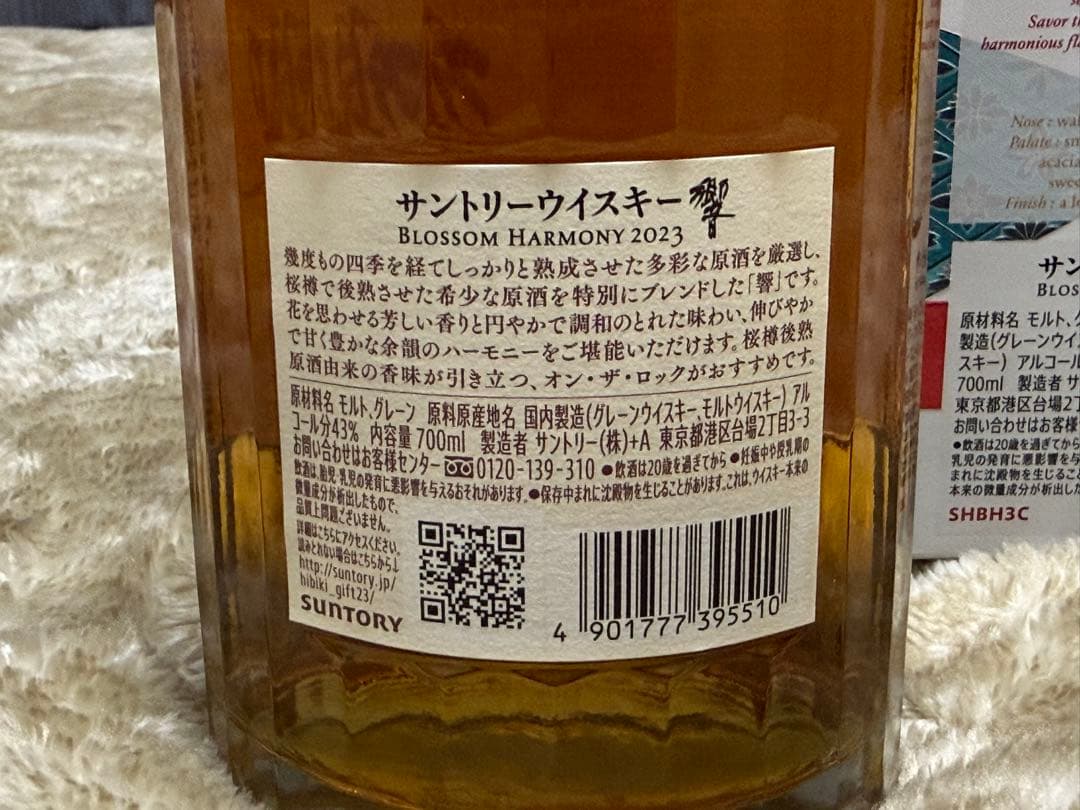 サントリーウイスキー 響
BLOSSOM HARMONY 2023
幾度もの四季を経てしっかりと熟成させた多彩な原酒を厳選し、
桜樽で後熟させた希少な原酒を特別にブレンドした「響」です。
花を思わせる芳しい香りと円やかで調和のとれた味わい、伸びやか
で甘く豊かな余韻のハーモニーをご堪能いただけます。桜樽後熟
原酒由来の香味が引き立つ、オン・ザ・ロックがおすすめです。
原材料名 モルト、グレーン 原料原産地名 国内製造(グレーンウイスキー、モルトウイスキー) アル
コール分43% 内容量700ml 製造者 サントリー(株)+A 東京都港区台場2丁目3-3
お問い合わせはお客様センター 0120-139-310 ●飲酒は20歳を過ぎてから ●妊娠中や授乳期の
飲酒は、胎児・乳児の発育に悪影響を与えるおそれがあります。●保存中まれに沈殿物を生じることがあります。これは、ウイスキー本来の
微量成分が析出したもので、
品質上問題ございません。
詳細はこちらにアクセスください。
読みとれない場合はこちらから↓
http://suntory.jp/
hibiki_gift23/
SUNTORY
4 901777 395510
Savor
harmonious
Nose : wa
Palate : sm
acacia
swee
Finish : a lo
サン
BLOS
原材料名 モルト、グ
製造(グレーンウイ
スキー) アルコール
700ml 製造者 サ
東京都港区台場2丁
お問い合わせはお客様
●飲酒は20歳を過ぎてから
乳児の発育に悪影響を与
まれに沈殿物を生じるこ
本来の微量成分が析出した
SHBH3C